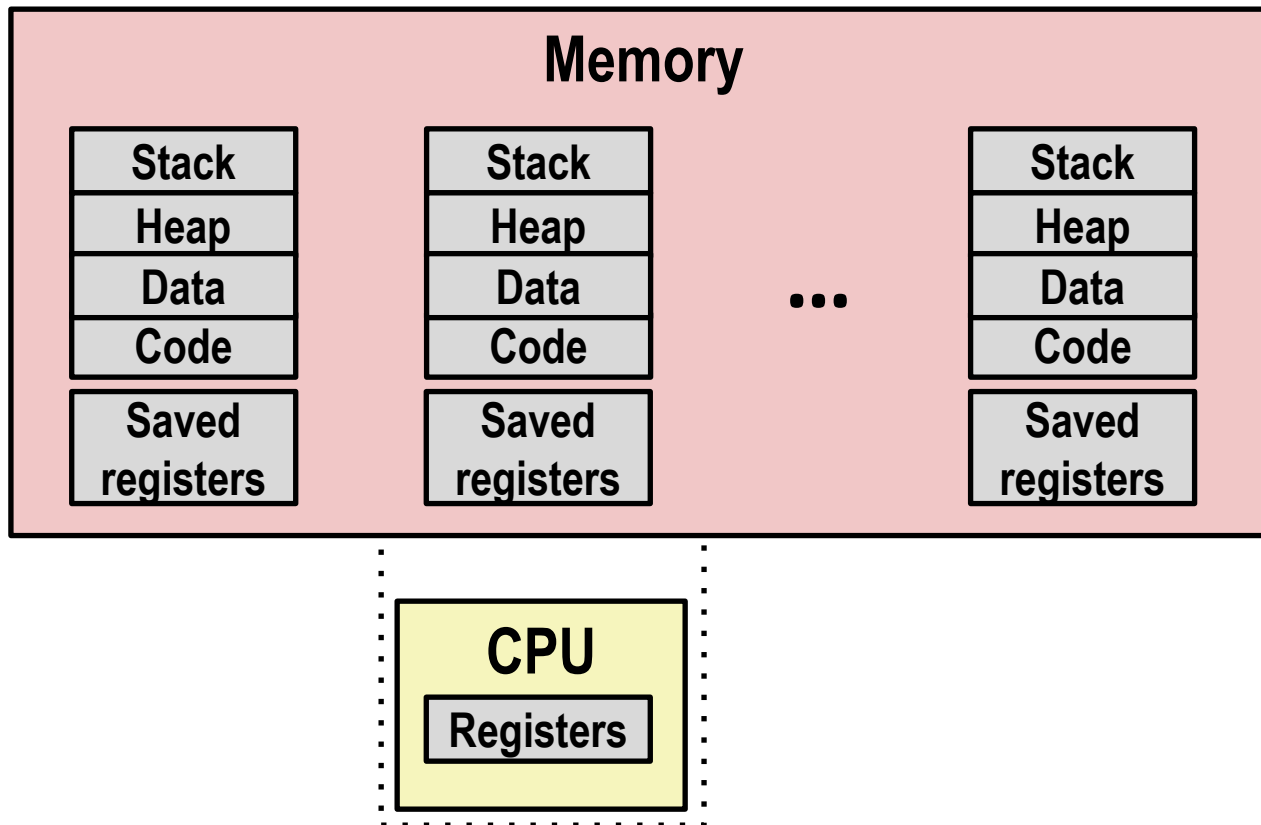 Memory
Stack
Heap
Data
Code
Saved
registers
Stack
Heap
Data
Code
Saved
registers
...
Stack
Heap
Data
Code
Saved
registers
CPU
Registers